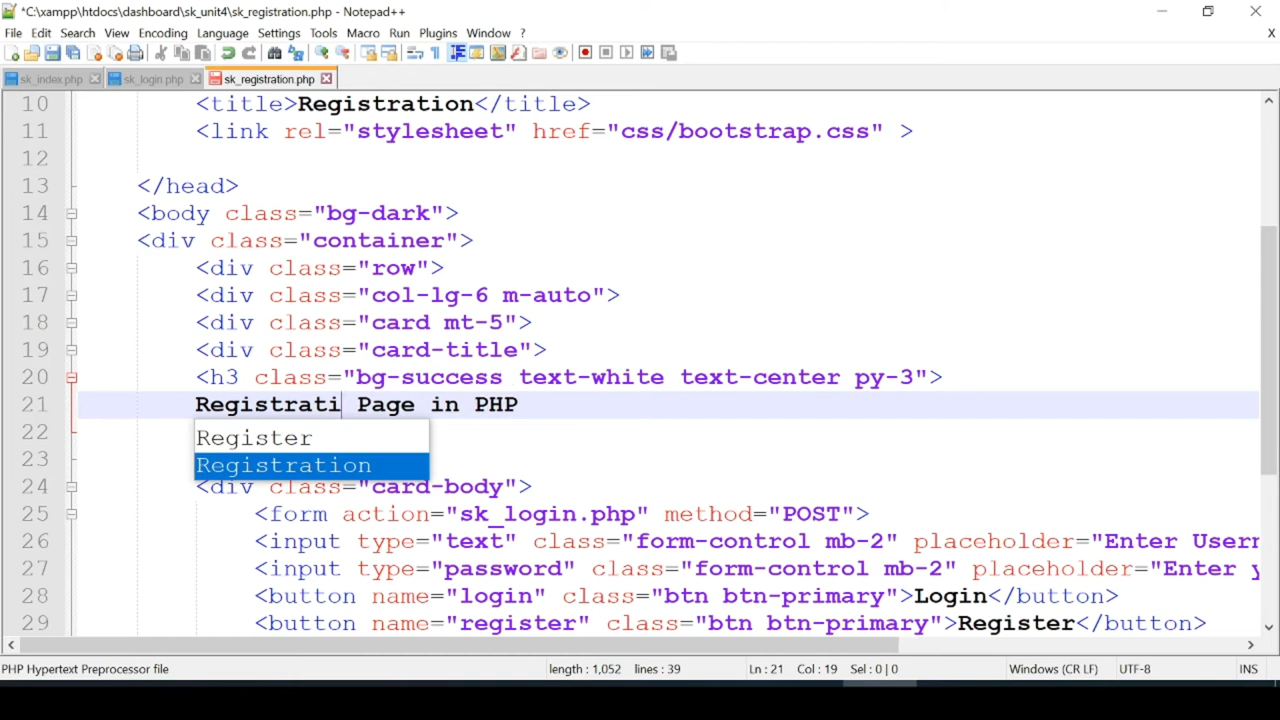 *C:\xampp\htdocs\dashboard\sk_unit4\sk_registration.php - Notepad++
File Edit Search View Encoding Language Settings Tools Macro Run Plugins Window ? X
sk_index.php sk_login.php sk_registration.php
10 <title>Registration</title>
11 <link rel="stylesheet" href="css/bootstrap.css" >
12
13 </head>
14 <body class="bg-dark">
15 <div class="container">
16 <div class="row">
17 <div class="col-lg-6 m-auto">
18 <div class="card mt-5">
19 <div class="card-title">
20 <h3 class="bg-success text-white text-center py-3">
21 Registrati Page in PHP
22 Register
23 Registration
24 <div class="card-body">
25 <form action="sk_login.php" method="POST">
26 <input type="text" class="form-control mb-2" placeholder="Enter User
27 <input type="password" class="form-control mb-2" placeholder="Enter y
28 <button name="login" class="btn btn-primary">Login</button>
29 <button name="register" class="btn btn-primary">Register</button>
PHP Hypertext Preprocessor file length : 1,052 lines : 39 Ln : 21 Col : 19 Sel : 0 | 0 Windows (CR LF) UTF-8 INS